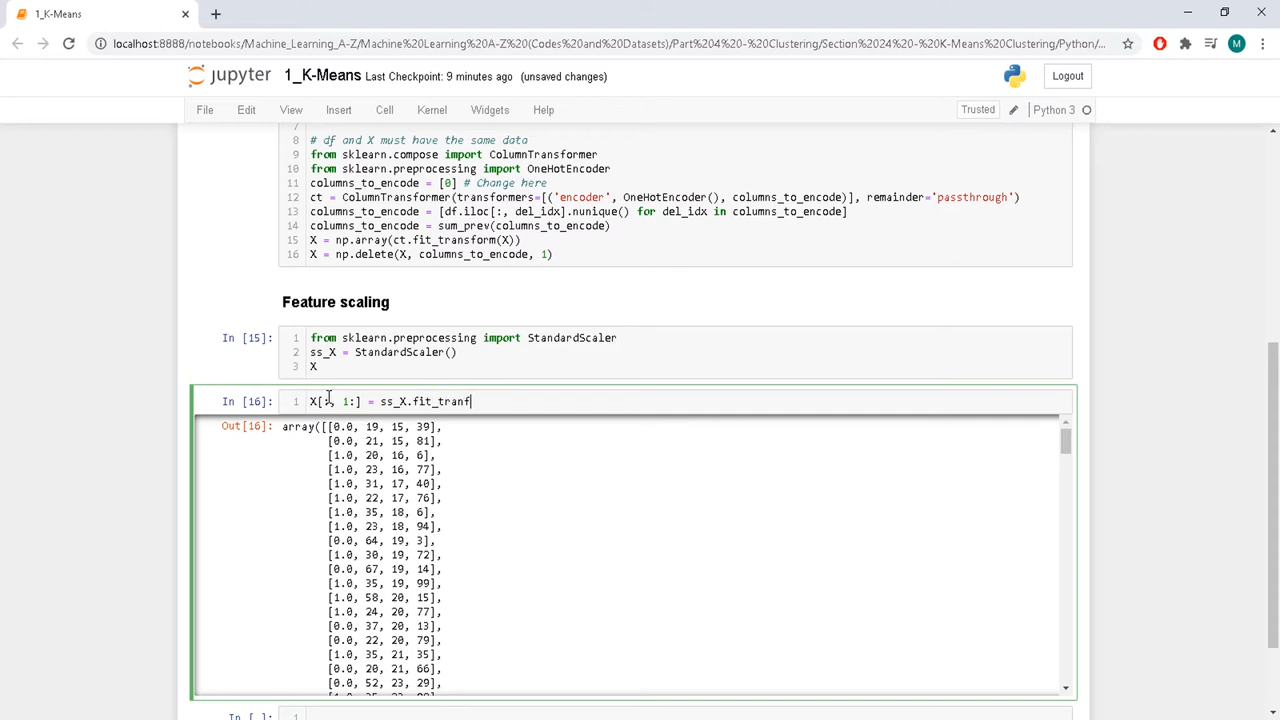 1_K-Means
localhost:8888/notebooks/Machine_Learning_A-Z/Machine%20Learning%20A-Z%20(Codes%20and%20Datasets)/Part%204%20-%20Clustering/Section%2024%20-%20K-Means%20Clustering/Python/...
M
jupyter 1_K-Means Last Checkpoint: 9 minutes ago (unsaved changes)
Logout
File Edit View Insert Cell Kernel Widgets Help
Trusted
Python 3
7
8 # df and X must have the same data
9 from sklearn.compose import ColumnTransformer
10 from sklearn.preprocessing import OneHotEncoder
11 columns_to_encode = [0] # Change here
12 ct = ColumnTransformer(transformers=[('encoder', OneHotEncoder(), columns_to_encode)], remainder='passthrough')
13 columns_to_encode = [df.iloc[:, del_idx].nunique() for del_idx in columns_to_encode]
14 columns_to_encode = sum_prev(columns_to_encode)
15 X = np.array(ct.fit_transform(X))
16 X = np.delete(X, columns_to_encode, 1)
Feature scaling
In [15]: 1 from sklearn.preprocessing import StandardScaler
2 ss_X = StandardScaler()
3 X
In [16]: 1 X[:, 1:] = ss_X.fit_tranf
Out[16]: array([[0.0, 19, 15, 39],
[0.0, 21, 15, 81],
[1.0, 20, 16, 6],
[1.0, 23, 16, 77],
[1.0, 31, 17, 40],
[1.0, 22, 17, 76],
[1.0, 35, 18, 6],
[1.0, 23, 18, 94],
[0.0, 64, 19, 3],
[1.0, 30, 19, 72],
[0.0, 67, 19, 14],
[1.0, 35, 19, 99],
[1.0, 58, 20, 15],
[1.0, 24, 20, 77],
[0.0, 37, 20, 13],
[0.0, 22, 20, 79],
[1.0, 35, 21, 35],
[0.0, 20, 21, 66],
[0.0, 52, 23, 29],
In [ ]: 1